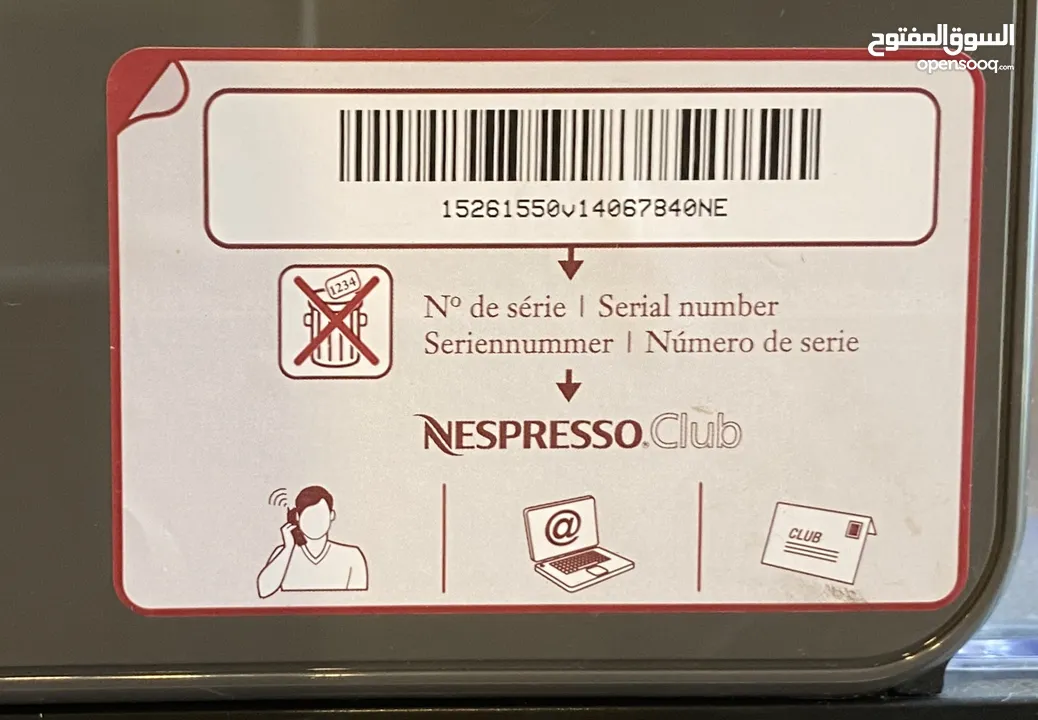 السوق المفتوح
opensooq.com
15261550v14067840NE
1234
Nº de série | Serial number
Seriennummer | Número de serie
NESPRESSO. Club
@
CLUB